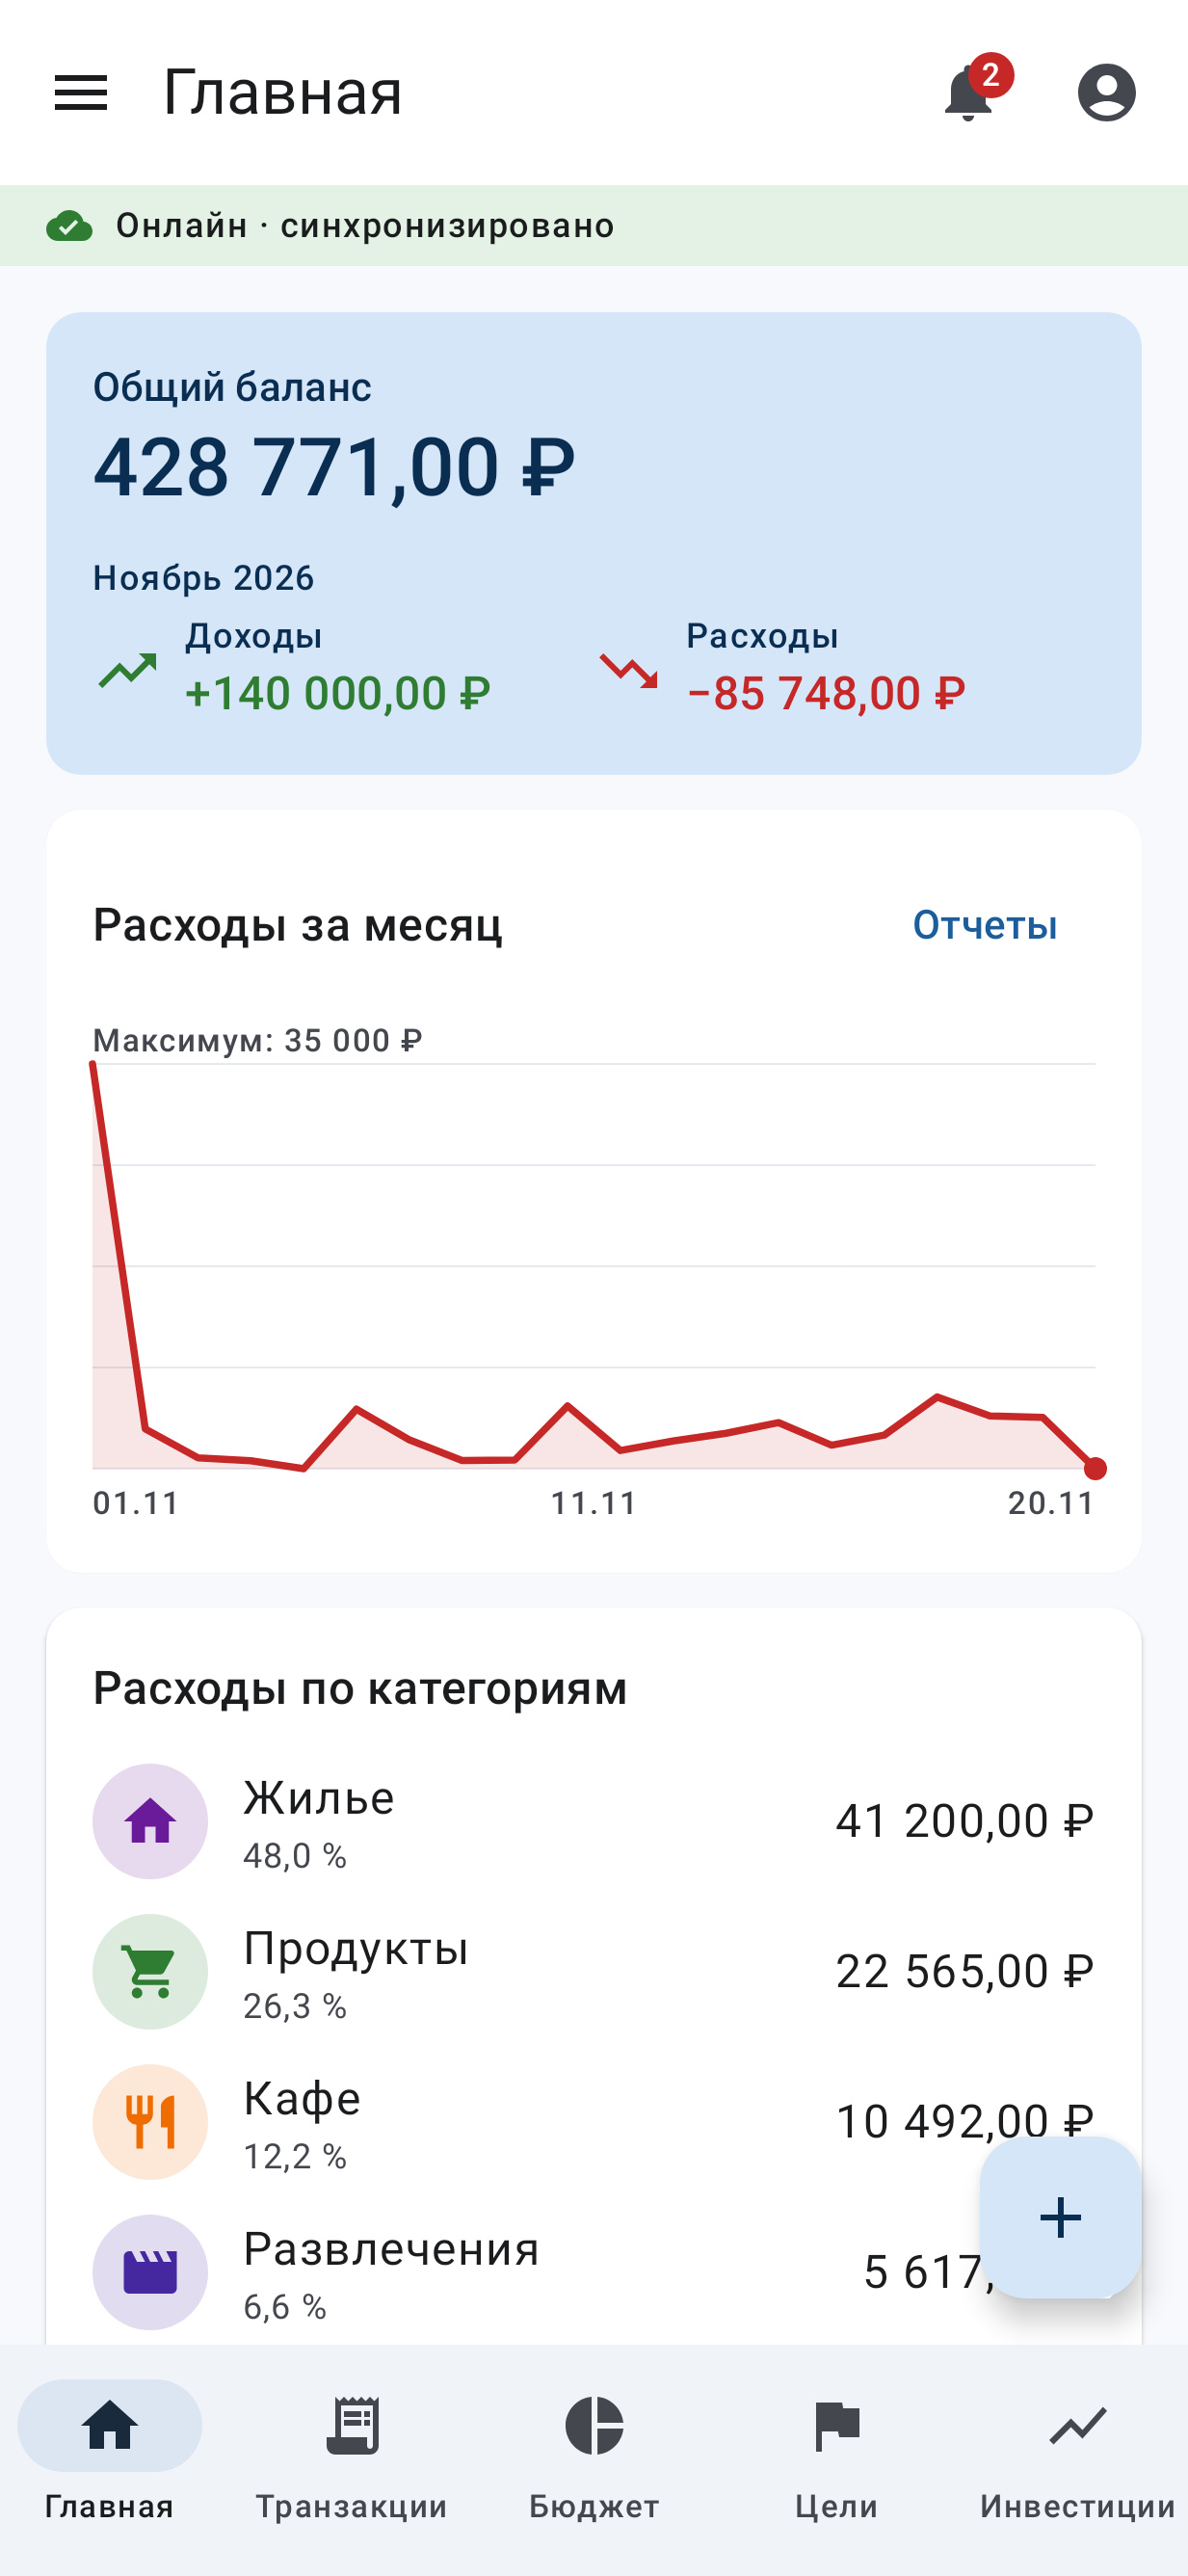 Главная
2
Онлайн · синхронизировано
Общий баланс
428 771,00 ₽
Ноябрь 2026
Доходы
+140 000,00 ₽
Расходы
−85 748,00 ₽
Расходы за месяц
Отчеты
Максимум: 35 000 ₽
01.11
11.11
20.11
Расходы по категориям
Жилье
48,0 %
41 200,00 ₽
Продукты
26,3 %
22 565,00 ₽
Кафе
12,2 %
10 492,00 ₽
Развлечения
6,6 %
5 617,
Главная
Транзакции
Бюджет
Цели
Инвестиции